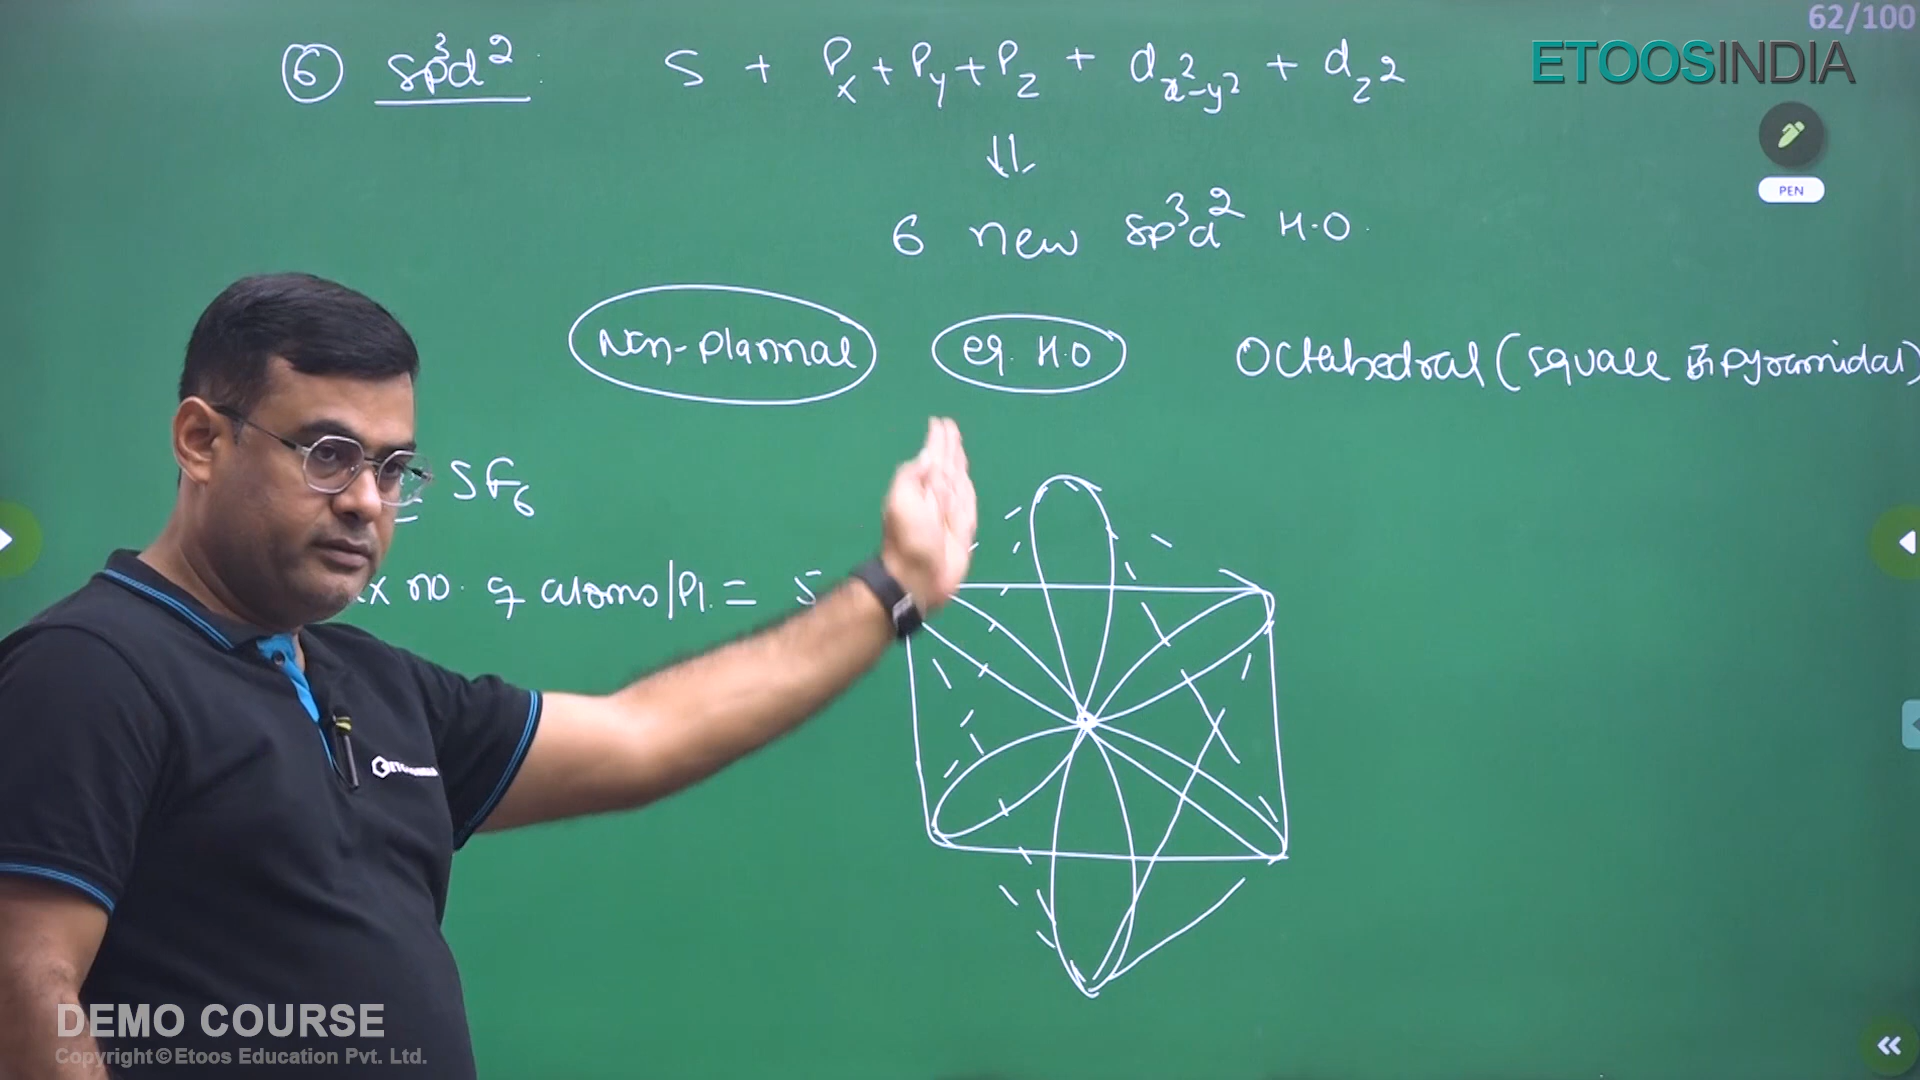 62/100
ETOOSINDIA
⑥ sp³d² : S + Px + Py + Pz + dx²-y² + dz²
⇓
6 new sp³d² H.O.
PEN
Non-Plannar eq. H.O Octahedral (square Bipyramidal)
SF₆
x no. of atoms/Pl. = 5
DEMO COURSE
Copyright © Etoos Education Pvt. Ltd.